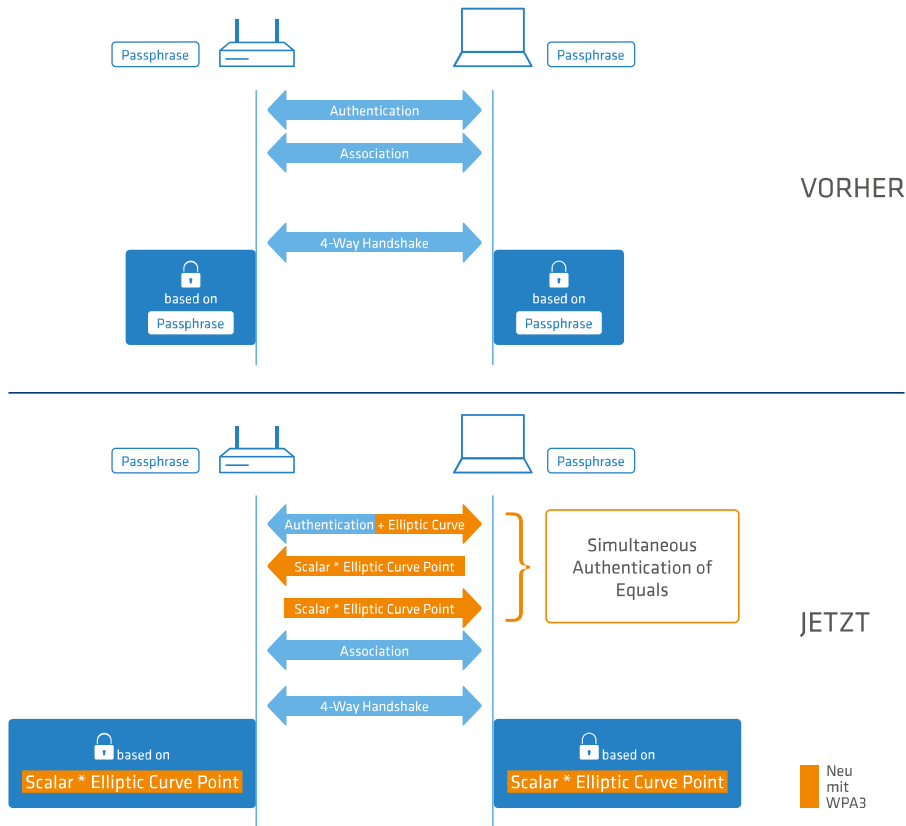 Passphrase
Passphrase
Authentication
Association
VORHER
4-Way Handshake
based on
Passphrase
based on
Passphrase
Passphrase
Passphrase
Authentication + Elliptic Curve
Scalar * Elliptic Curve Point
Scalar * Elliptic Curve Point
Simultaneous
Authentication of
Equals
JETZT
Association
4-Way Handshake
based on
Scalar * Elliptic Curve Point
based on
Scalar * Elliptic Curve Point
Neu
mit
WPA3